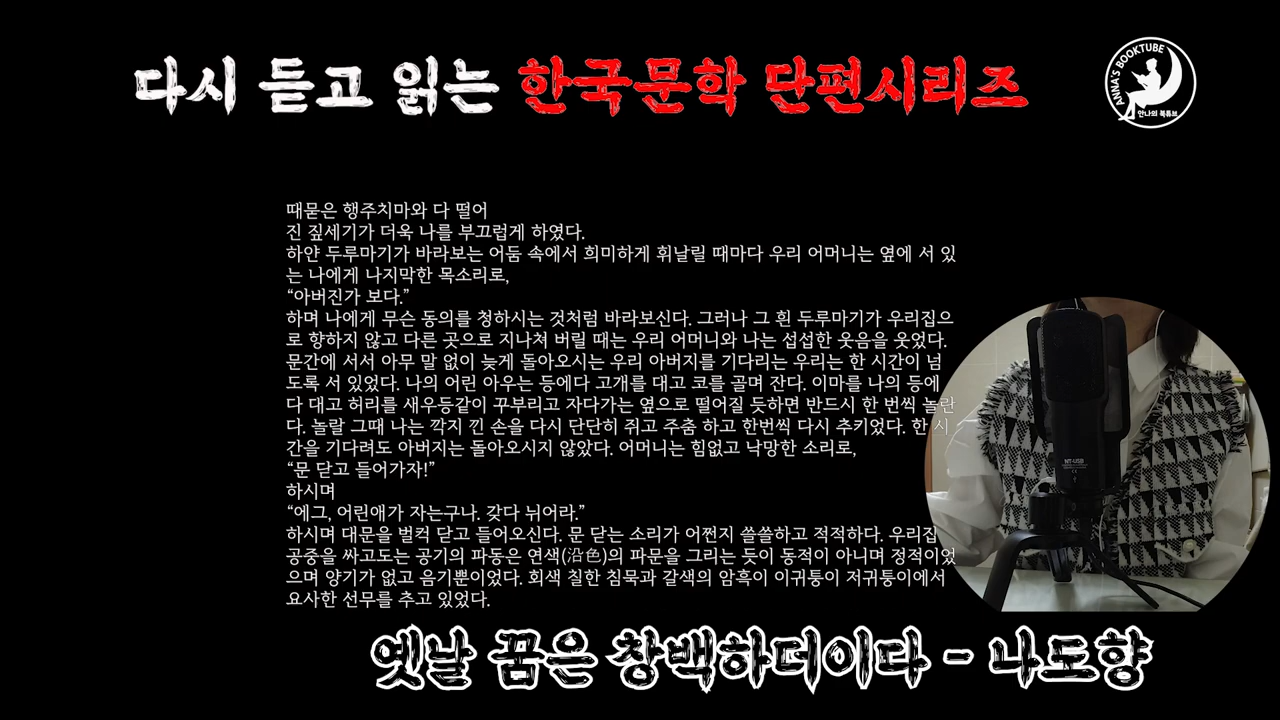 다시 듣고 읽는 한국문학 단편시리즈
ANNA'S BOOKTUBE
안나의 북튜브
때묻은 행주치마와 다 떨어
진 짚세기가 더욱 나를 부끄럽게 하였다.
하얀 두루마기가 바라보는 어둠 속에서 희미하게 휘날릴 때마다 우리 어머니는 옆에 서 있
는 나에게 나지막한 목소리로,
“아버진가 보다.”
하며 나에게 무슨 동의를 청하시는 것처럼 바라보신다. 그러나 그 흰 두루마기가 우리집으
로 향하지 않고 다른 곳으로 지나쳐 버릴 때는 우리 어머니와 나는 섭섭한 웃음을 웃었다.
문간에 서서 아무 말 없이 늦게 돌아오시는 우리 아버지를 기다리는 우리는 한 시간이 넘
도록 서 있었다. 나의 어린 아우는 등에다 고개를 대고 코를 골며 잔다. 이마를 나의 등에
다 대고 허리를 새우등같이 꾸부리고 자다가는 옆으로 떨어질 듯하면 반드시 한 번씩 놀란
다. 놀랄 그때 나는 깍지 낀 손을 다시 단단히 쥐고 주춤 하고 한번씩 다시 추키었다. 한 시
간을 기다려도 아버지는 돌아오시지 않았다. 어머니는 힘없고 낙망한 소리로,
“문 닫고 들어가자!”
하시며
“에그, 어린애가 자는구나. 갖다 뉘어라.”
하시며 대문을 벌컥 닫고 들어오신다. 문 닫는 소리가 어쩐지 쓸쓸하고 적적하다. 우리집
공중을 싸고도는 공기의 파동은 연색(沿色)의 파문을 그리는 듯이 동적이 아니며 정적이었
으며 양기가 없고 음기뿐이었다. 회색 칠한 침묵과 갈색의 암흑이 이귀퉁이 저귀퉁이에서
요사한 선무를 추고 있었다.
NT-USB
옛날 꿈은 창백하더이다 - 나도향